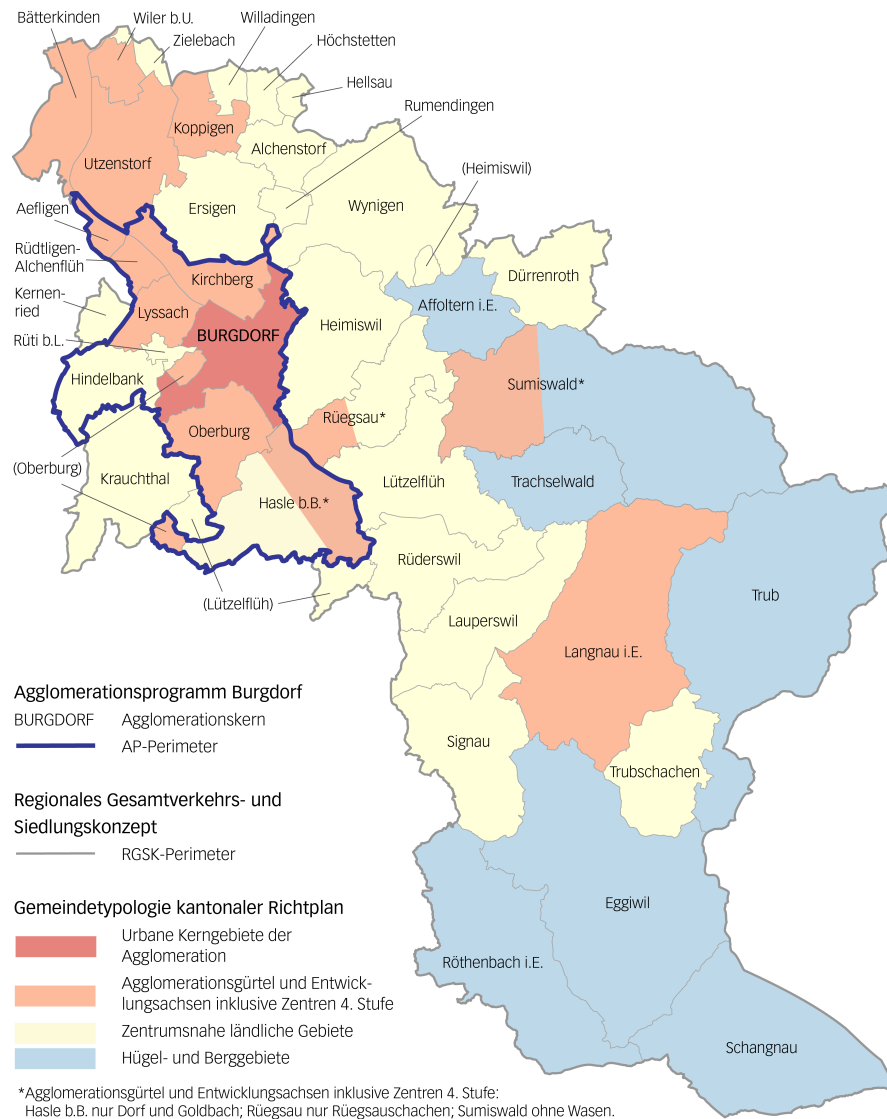 Bätterkinden
Wiler b.U.
Zielebach
Willadingen
Höchstetten
Hellsau
Rumendingen
(Heimiswil)
Koppigen
Alchenstorf
Utzenstorf
Ersigen
Wynigen
Aefligen
Rüdtligen-
Alchenflüh
Kirchberg
Dürrenroth
Kernen-
ried
Lyssach
Affoltern i.E.
BURGDORF
Heimiswil
Rüti b.L.
Hindelbank
Sumiswald*
Rüegsau*
Oberburg
(Oberburg)
Krauchthal
Lützelflüh
Trachselwald
Hasle b.B.*
Rüderswil
(Lützelflüh)
Trub
Lauperswil
Langnau i.E.
Signau
Trubschachen
Eggiwil
Röthenbach i.E.
Schangnau
Agglomerationsprogramm Burgdorf
BURGDORF Agglomerationskern
AP-Perimeter
Regionales Gesamtverkehrs- und
Siedlungskonzept
RGSK-Perimeter
Gemeindetypologie kantonaler Richtplan
Urbane Kerngebiete der
Agglomeration
Agglomerationsgürtel und Entwick-
lungsachsen inklusive Zentren 4. Stufe
Zentrumsnahe ländliche Gebiete
Hügel- und Berggebiete
*Agglomerationsgürtel und Entwicklungsachsen inklusive Zentren 4. Stufe:
Hasle b.B. nur Dorf und Goldbach; Rüegsau nur Rüegsauschachen; Sumiswald ohne Wasen.